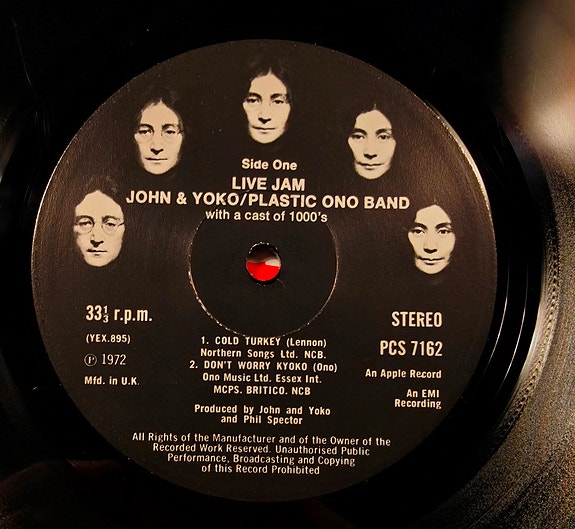 Side One
LIVE JAM
JOHN & YOKO/PLASTIC ONO BAND
with a cast of 1000's
33⅓ r.p.m.
(YEX.895)
Ⓟ 1972
Mfd. in U.K.
STEREO
PCS 7162
An Apple Record
An EMI
Recording
1. COLD TURKEY (Lennon)
Northern Songs Ltd. NCB.
2. DON'T WORRY KYOKO (Ono)
Ono Music Ltd. Essex Int.
MCPS. BRITICO. NCB
Produced by John and Yoko
and Phil Spector
All Rights of the Manufacturer and of the Owner of the
Recorded Work Reserved. Unauthorised Public
Performance, Broadcasting and Copying
of this Record Prohibited